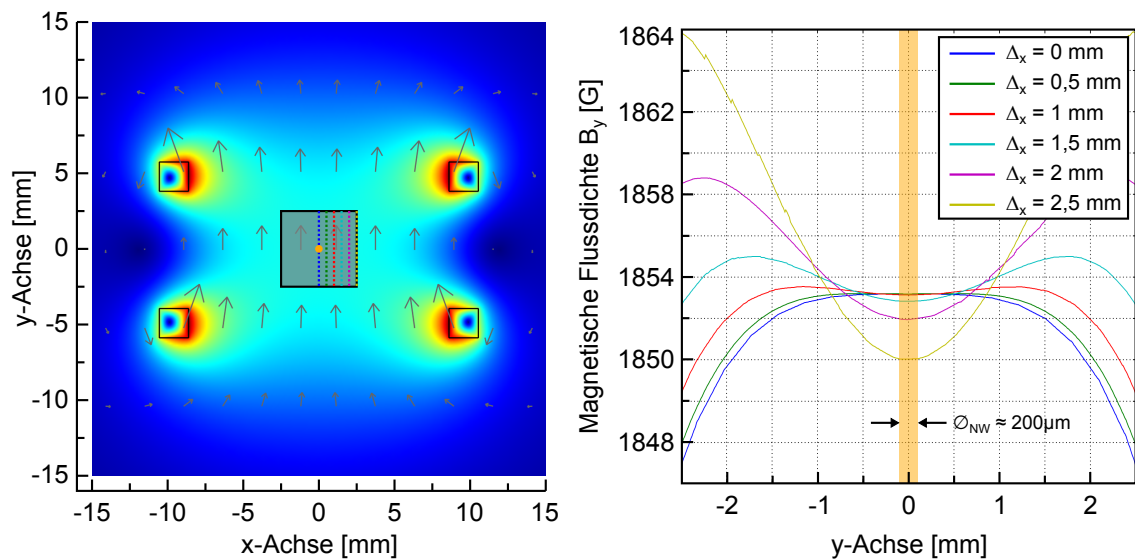 15
10
5
0
-5
-10
-15
y-Achse [mm]
-15 -10 -5 0 5 10 15
x-Achse [mm]
1864
1862
1858
1854
1850
1848
Magnetische Flussdichte B_y [G]
Δ_x = 0 mm
Δ_x = 0,5 mm
Δ_x = 1 mm
Δ_x = 1,5 mm
Δ_x = 2 mm
Δ_x = 2,5 mm
∅_NW ≈ 200µm
-2 -1 0 1 2
y-Achse [mm]